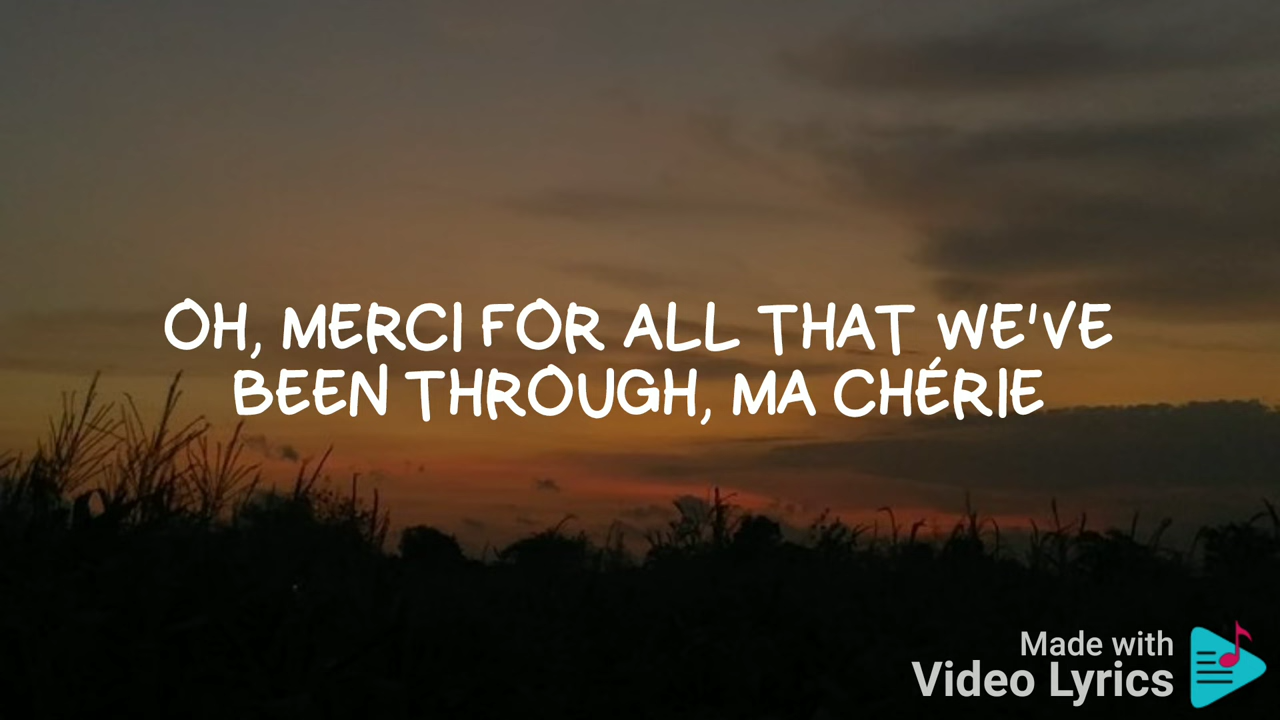 OH, MERCI FOR ALL THAT WE'VE
BEEN THROUGH, MA CHÉRIE
Made with
Video Lyrics